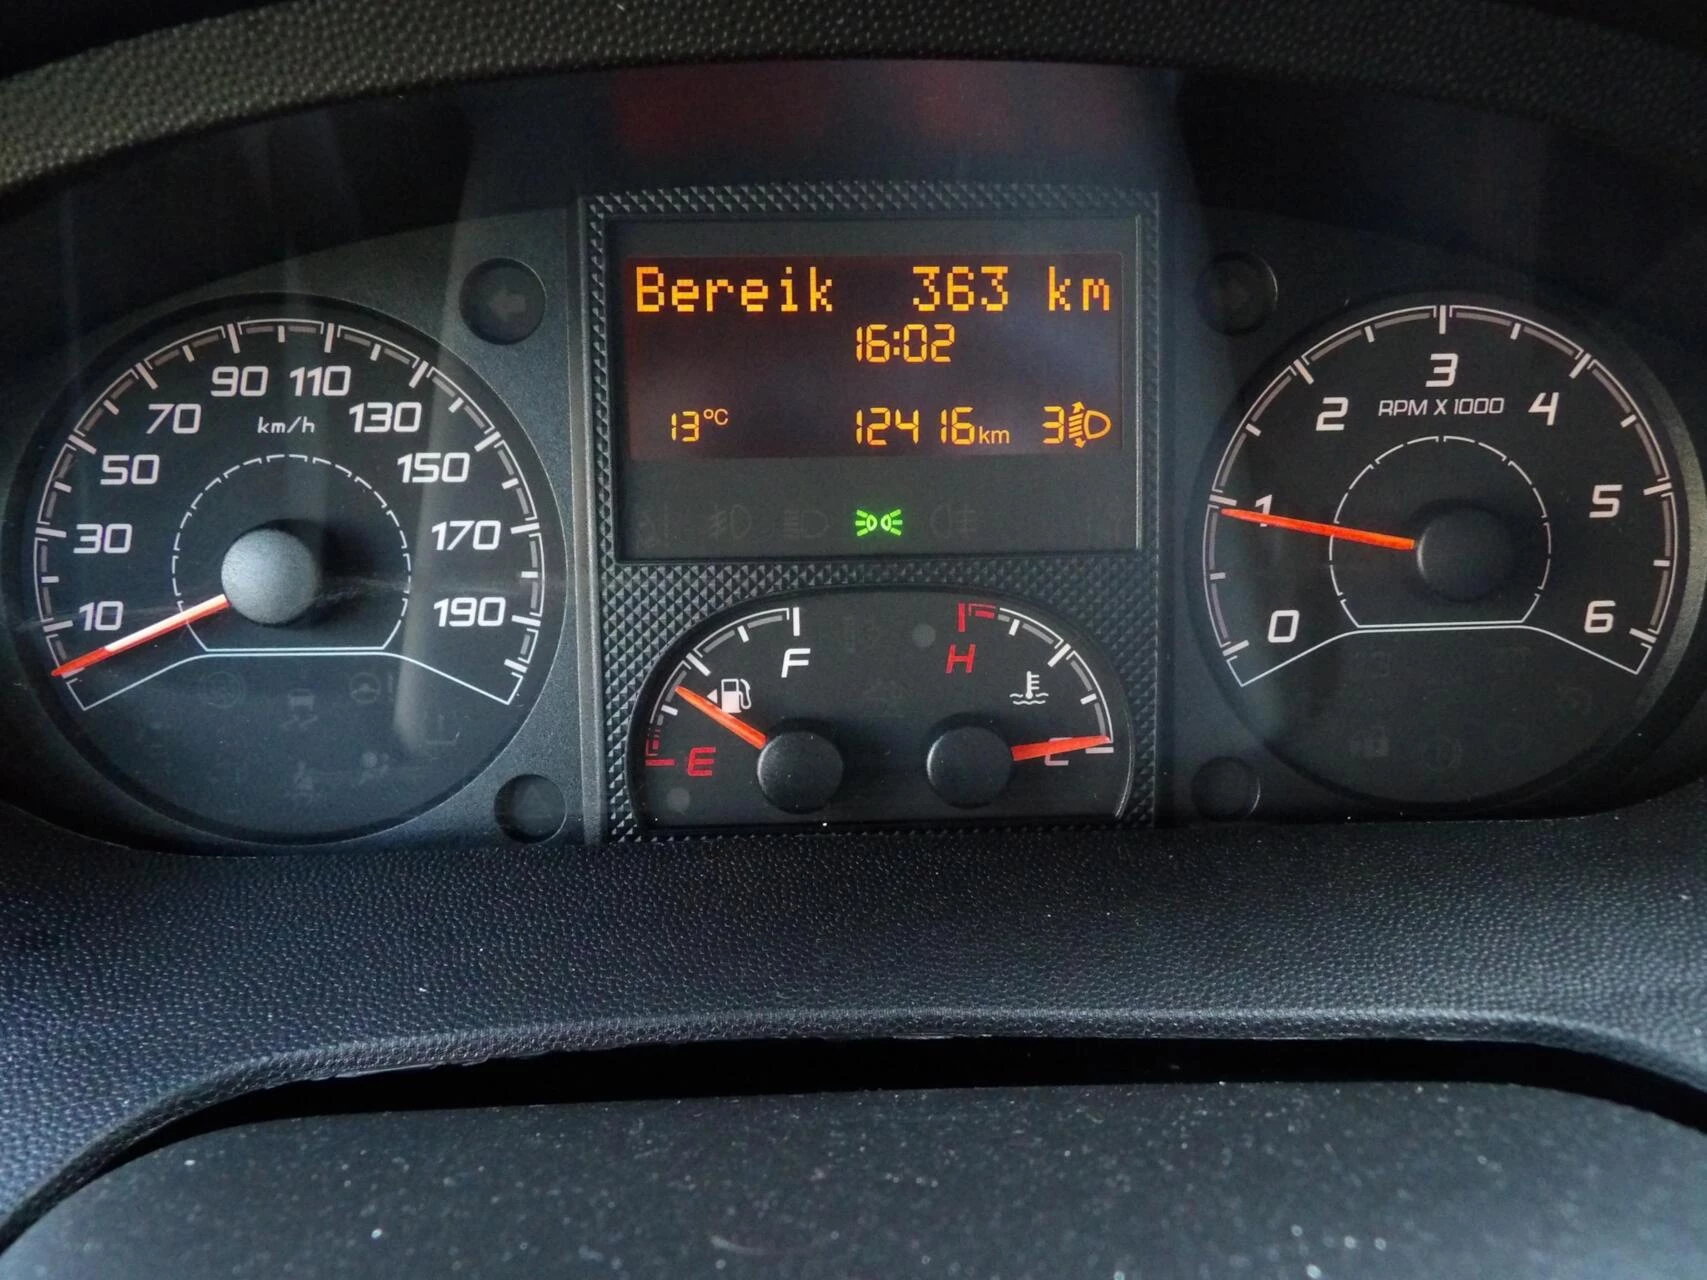 Bereik 363 km
16:02
13°C 12416km 3
10 30 50 70 90 110 130 150 170 190
km/h
0 1 2 3 4 5 6
RPM X 1000
E F
H C